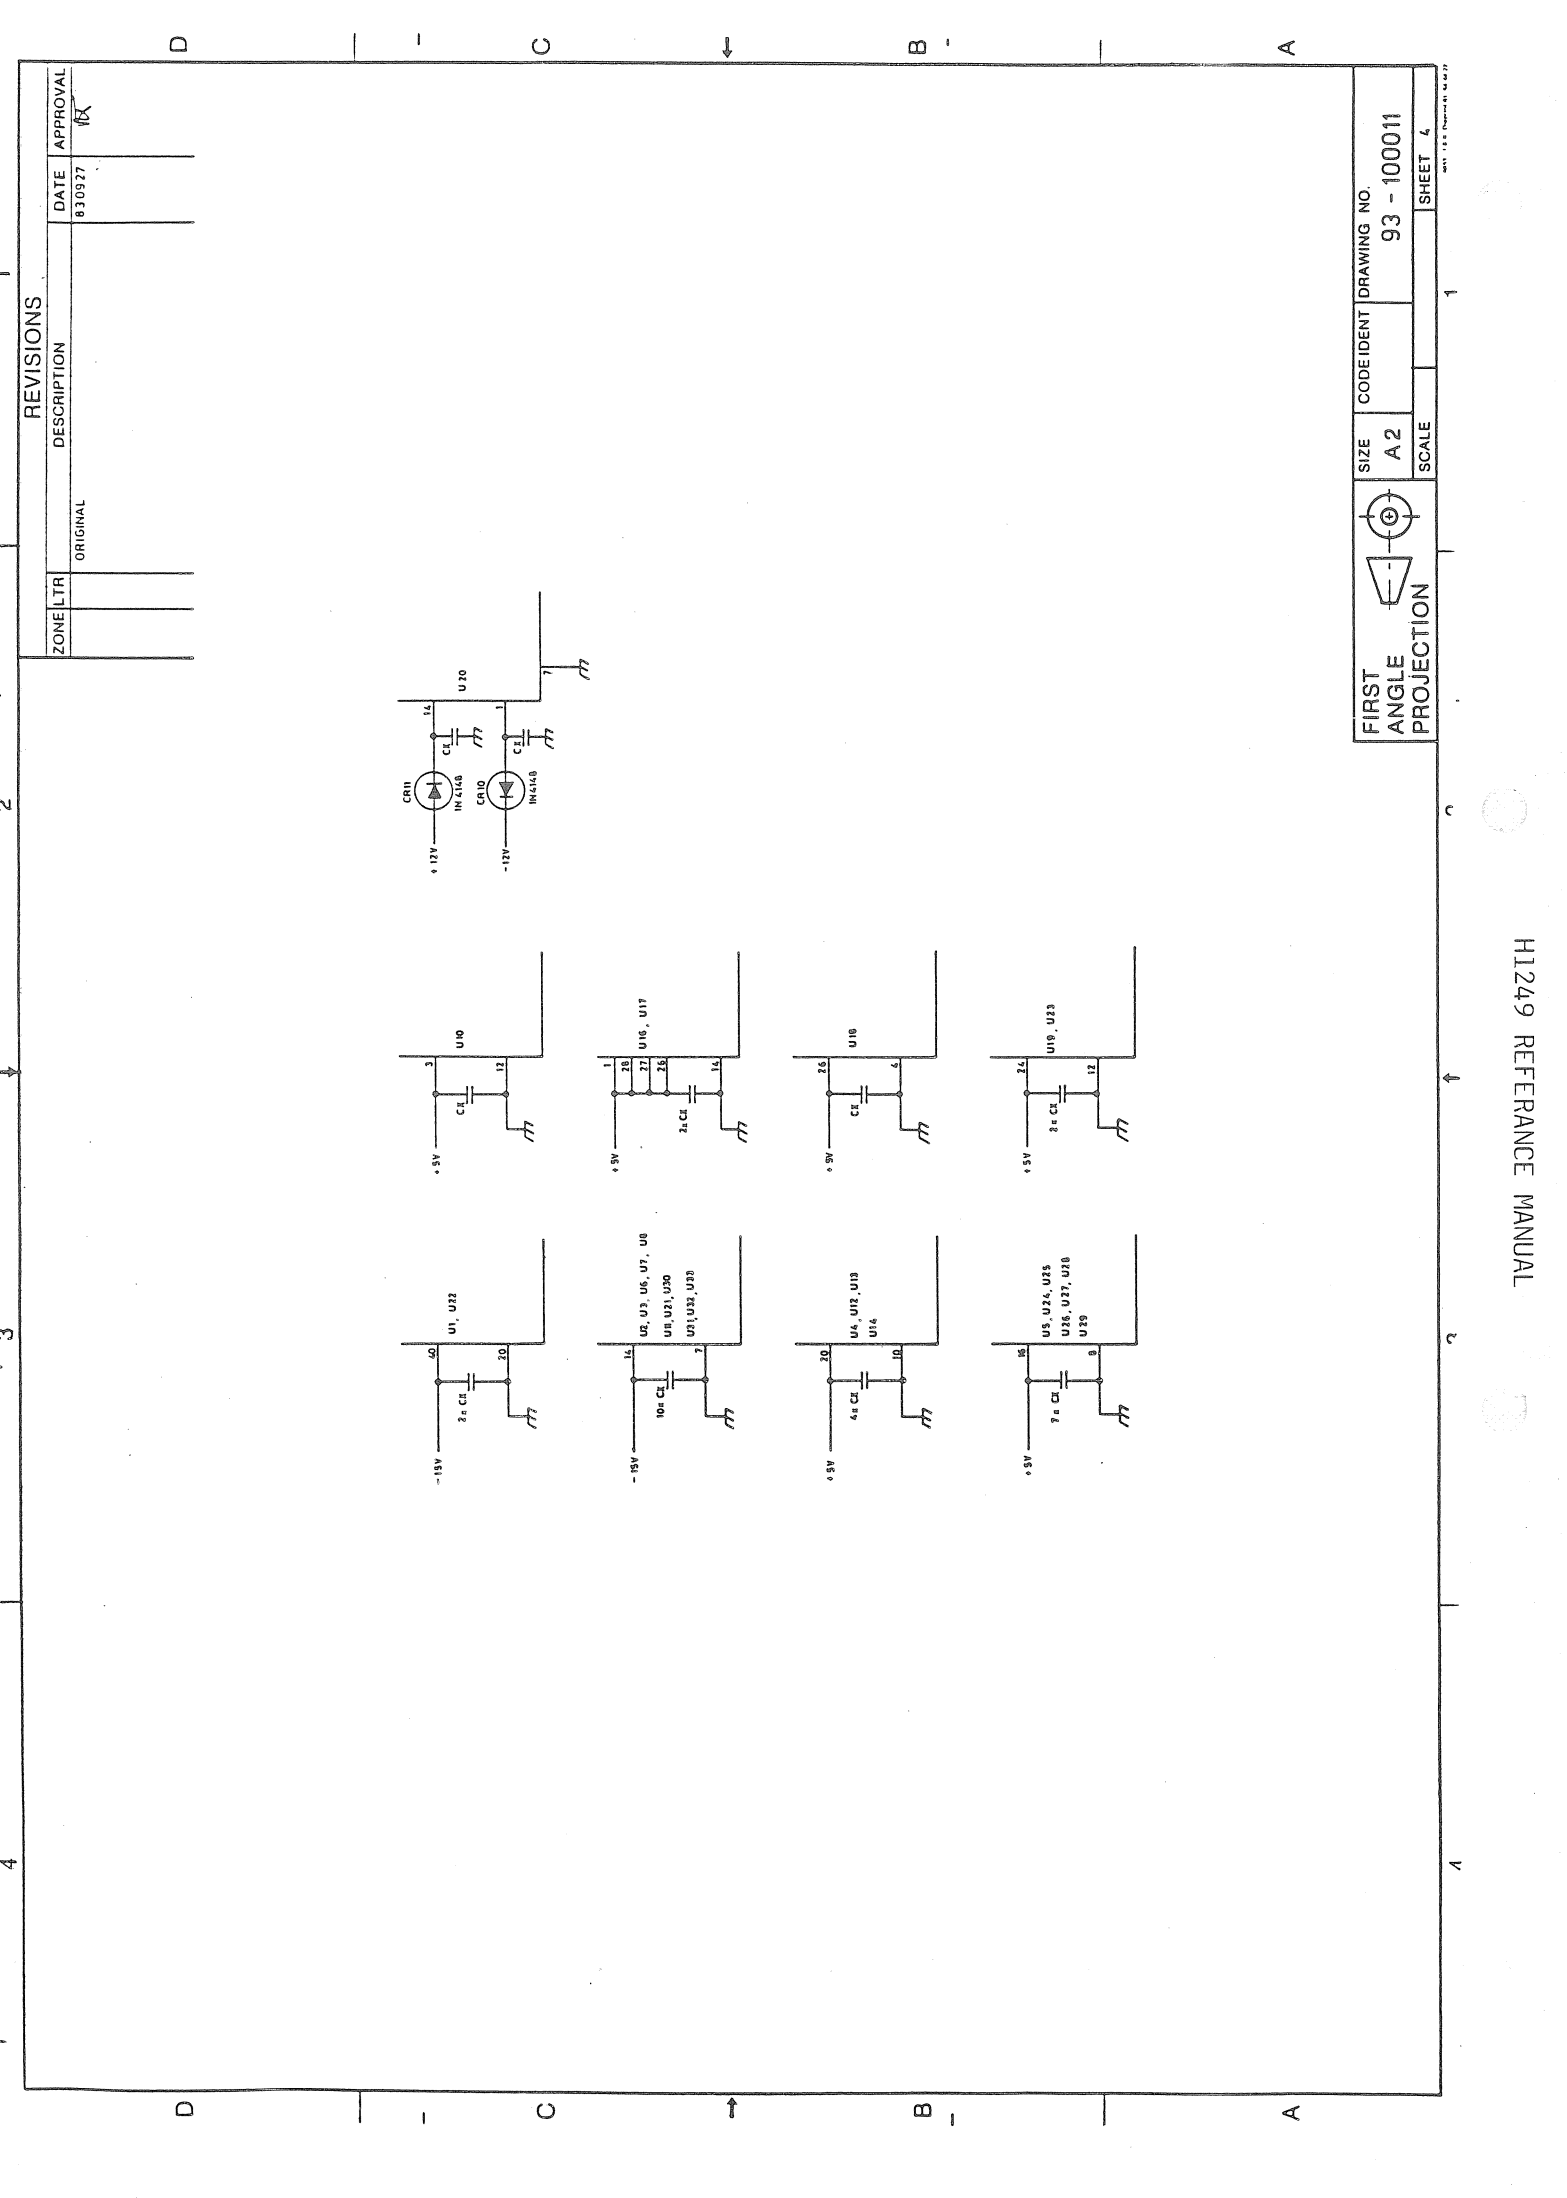 H1249 REFERANCE MANUAL
REVISIONS
ZONE LTR DESCRIPTION DATE APPROVAL
ORIGINAL 830927
D
C
B
A
D
C
B
A
4
3
2
1
U1, U22
40
20
2x CX
U2, U3, U6, U7, U8
U11, U21, U30
U31, U32, U33
14
7
10x CX
U4, U12, U13
U14
20
10
4x CX
+5V
U5, U24, U25
U26, U27, U28
U29
16
8
7x CX
+5V
U10
3
12
CX
+5V
U16, U17
1
28
27
26
14
2x CX
+5V
U18
26
4
CX
+5V
U19, U23
24
12
2x CX
+5V
U20
14
1
7
CX
CX
CR11
1N4148
+12V
CR10
1N4148
-12V
FIRST
ANGLE
PROJECTION
SIZE
A2
CODE IDENT
DRAWING NO.
93-100011
SCALE
SHEET 4